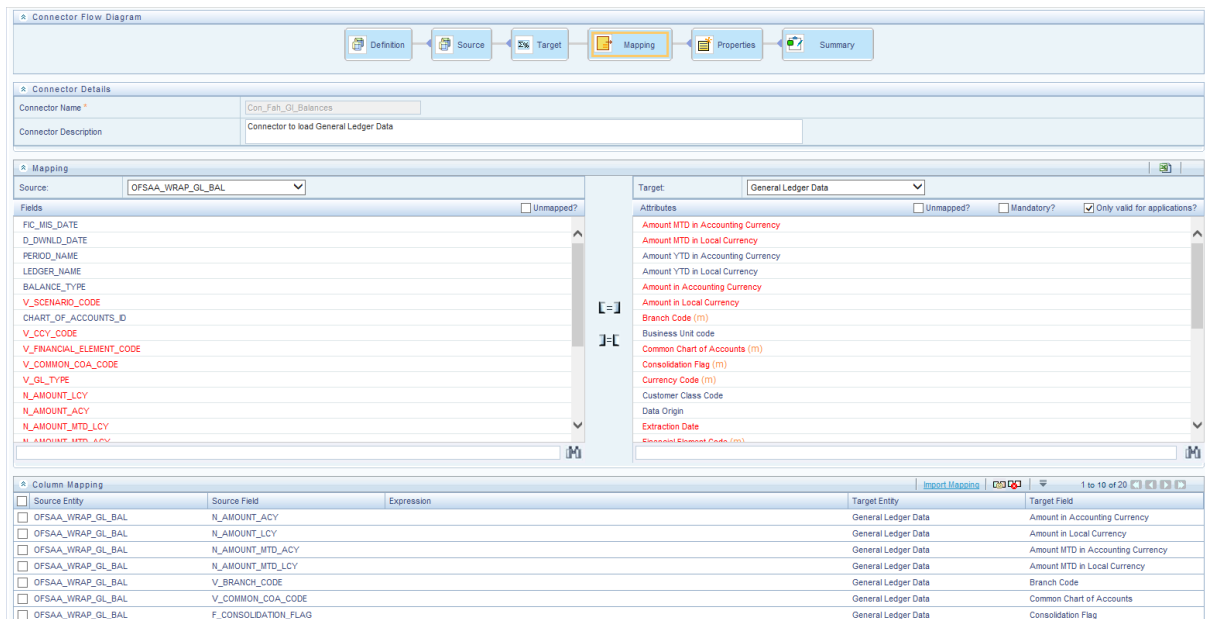 Connector Flow Diagram
Definition Source Target Mapping Properties Summary
Connector Details
Connector Name * Con_Fah_Gl_Balances
Connector Description Connector to load General Ledger Data
Mapping
Source: OFSAA_WRAP_GL_BAL Target: General Ledger Data
Fields Unmapped? Attributes Unmapped? Mandatory? Only valid for applications?
FIC_MIS_DATE Amount MTD in Accounting Currency
D_DWNLD_DATE Amount MTD in Local Currency
PERIOD_NAME Amount YTD in Accounting Currency
LEDGER_NAME Amount YTD in Local Currency
BALANCE_TYPE Amount in Accounting Currency
V_SCENARIO_CODE Amount in Local Currency
CHART_OF_ACCOUNTS_ID Branch Code (m)
V_CCY_CODE Business Unit code
V_FINANCIAL_ELEMENT_CODE Common Chart of Accounts (m)
V_COMMON_COA_CODE Consolidation Flag (m)
V_GL_TYPE Currency Code (m)
N_AMOUNT_LCY Customer Class Code
N_AMOUNT_ACY Data Origin
N_AMOUNT_MTD_LCY Extraction Date
N_AMOUNT_MTD_ACY Financial Element Code (m)
Column Mapping Import Mapping 1 to 10 of 20
Source Entity Source Field Expression Target Entity Target Field
OFSAA_WRAP_GL_BAL N_AMOUNT_ACY General Ledger Data Amount in Accounting Currency
OFSAA_WRAP_GL_BAL N_AMOUNT_LCY General Ledger Data Amount in Local Currency
OFSAA_WRAP_GL_BAL N_AMOUNT_MTD_ACY General Ledger Data Amount MTD in Accounting Currency
OFSAA_WRAP_GL_BAL N_AMOUNT_MTD_LCY General Ledger Data Amount MTD in Local Currency
OFSAA_WRAP_GL_BAL V_BRANCH_CODE General Ledger Data Branch Code
OFSAA_WRAP_GL_BAL V_COMMON_COA_CODE General Ledger Data Common Chart of Accounts
OFSAA_WRAP_GL_BAL F_CONSOLIDATION_FLAG General Ledger Data Consolidation Flag